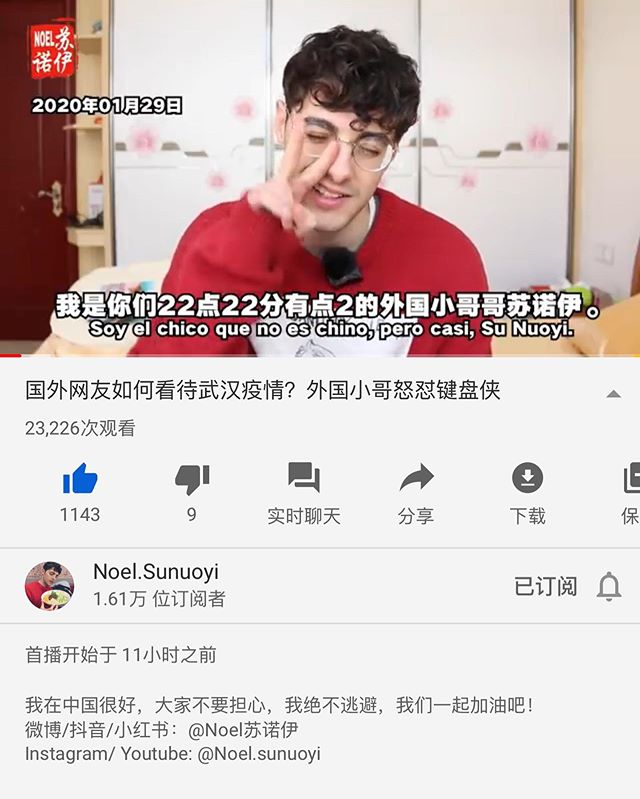 NOEL苏诺伊
2020年01月29日
我是你们22点22分有点2的外国小哥哥苏诺伊。
Soy el chico que no es chino, pero casi, Su Nuoyi.
国外网友如何看待武汉疫情？外国小哥怒怼键盘侠
23,226次观看
1143 9 实时聊天 分享 下载 保
Noel.Sunuoyi
1.61万 位订阅者
已订阅
首播开始于 11小时之前
我在中国很好，大家不要担心，我绝不逃避，我们一起加油吧！
微博/抖音/小红书：@Noel苏诺伊
Instagram/ Youtube: @Noel.sunuoyi